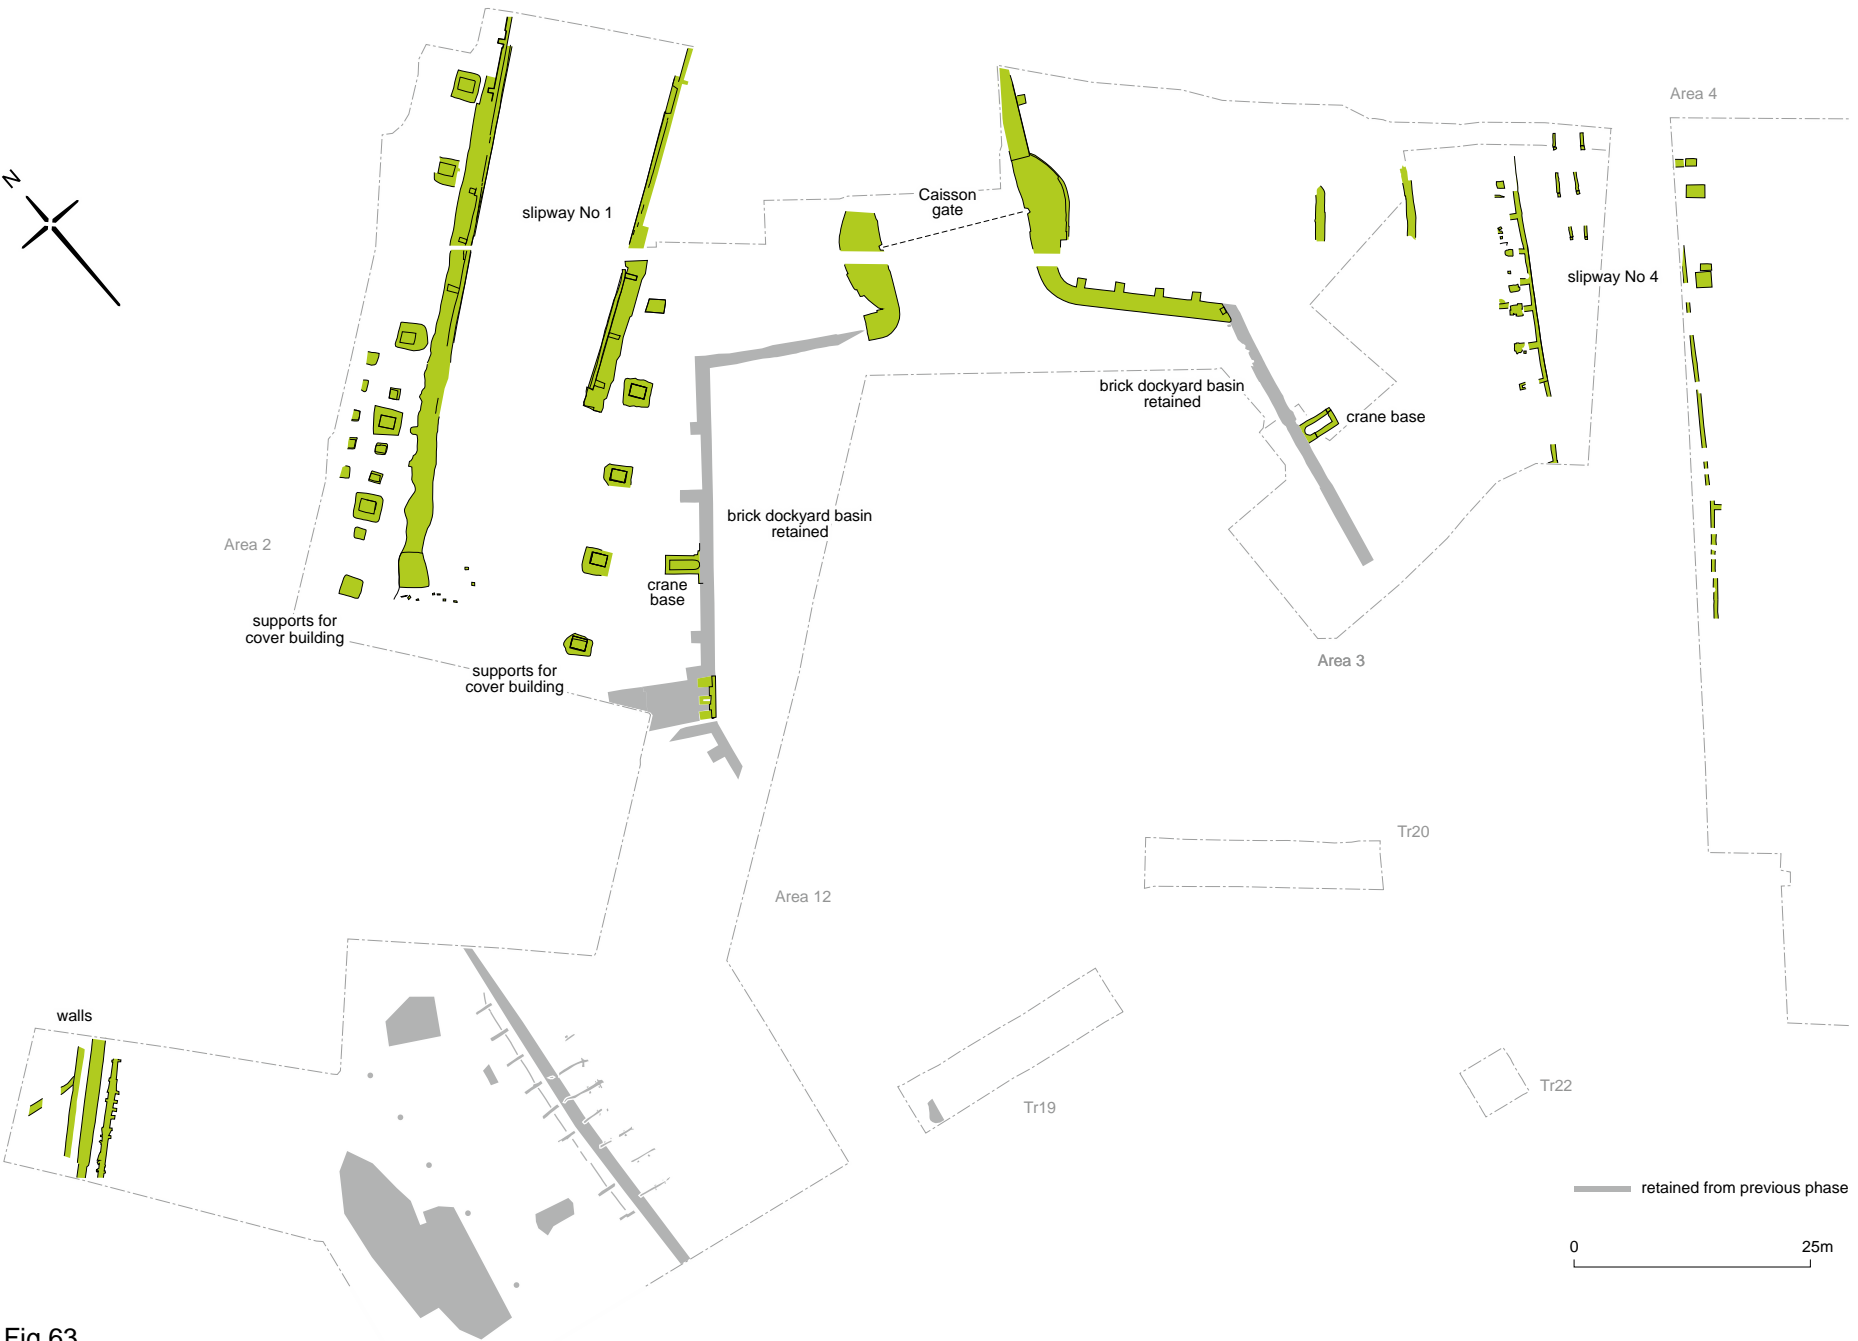 Area 4
N
Caisson
gate
slipway No 1
slipway No 4
brick dockyard basin
retained
crane base
brick dockyard basin
retained
Area 2
crane
base
supports for
cover building
supports for
cover building
Area 3
Tr20
Area 12
walls
Tr19
Tr22
retained from previous phase
0 25m
Fig 63